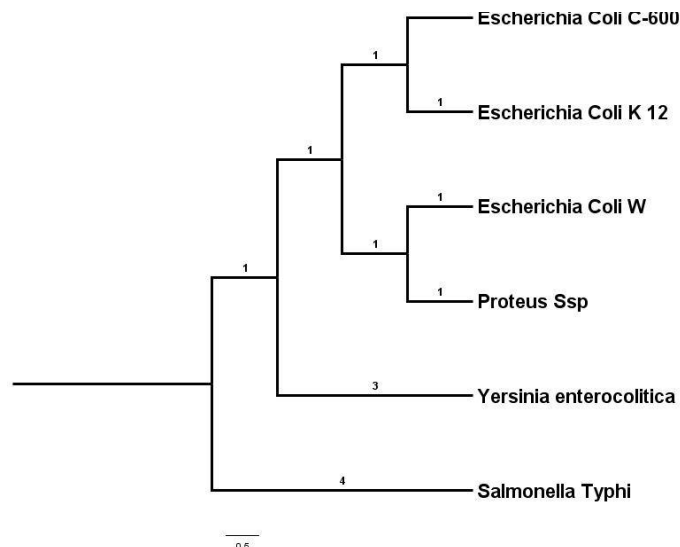 Escherichia Coli C-600
1
1
Escherichia Coli K 12
1
1
Escherichia Coli W
1
1
Proteus Ssp
1
3
Yersinia enterocolitica
4
Salmonella Typhi
0.5